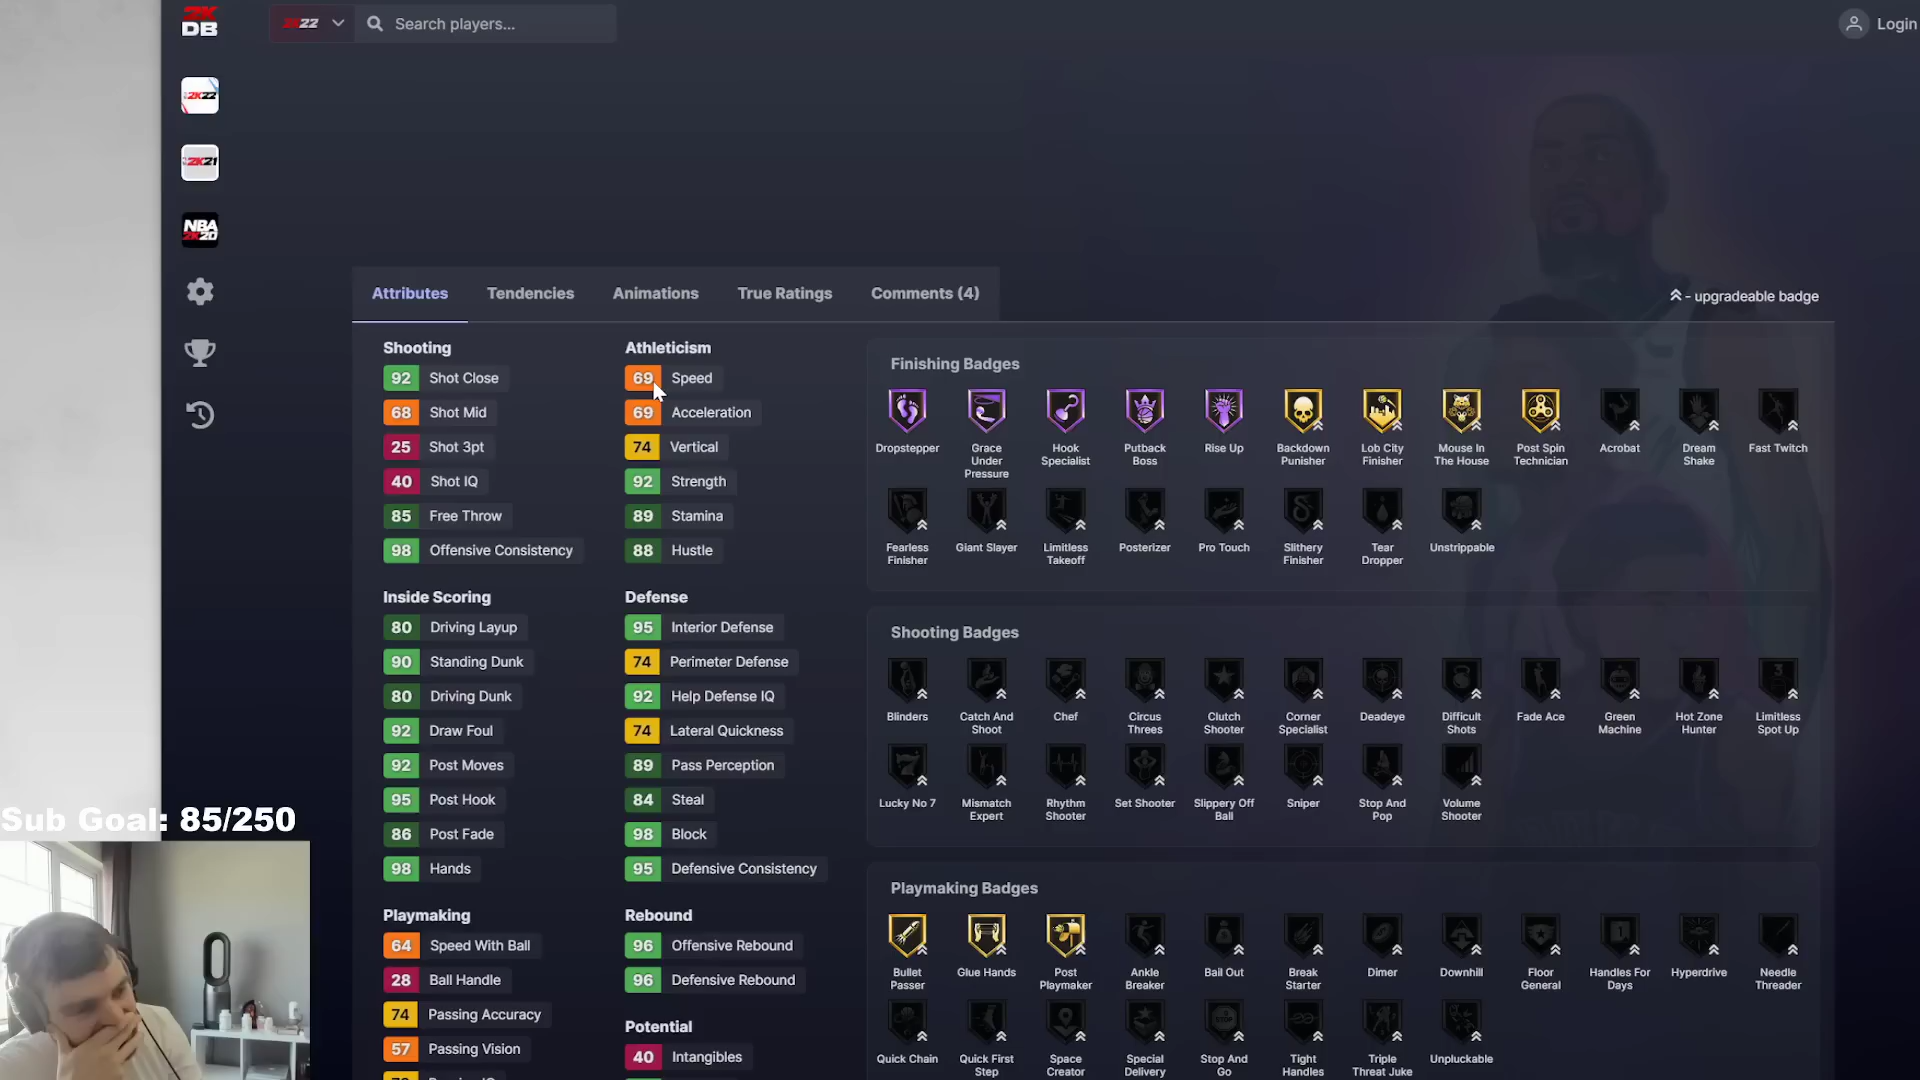 2K
DB
2K22
Search players...
Login
2K22
2K21
NBA
2K20
Attributes
Tendencies
Animations
True Ratings
Comments (4)
- upgradeable badge
Shooting
92 Shot Close
68 Shot Mid
25 Shot 3pt
40 Shot IQ
85 Free Throw
98 Offensive Consistency
Inside Scoring
80 Driving Layup
90 Standing Dunk
80 Driving Dunk
92 Draw Foul
92 Post Moves
95 Post Hook
86 Post Fade
98 Hands
Playmaking
64 Speed With Ball
28 Ball Handle
74 Passing Accuracy
57 Passing Vision
Athleticism
69 Speed
69 Acceleration
74 Vertical
92 Strength
89 Stamina
88 Hustle
Defense
95 Interior Defense
74 Perimeter Defense
92 Help Defense IQ
74 Lateral Quickness
89 Pass Perception
84 Steal
98 Block
95 Defensive Consistency
Rebound
96 Offensive Rebound
96 Defensive Rebound
Potential
40 Intangibles
Finishing Badges
Dropstepper
Grace
Under
Pressure
Hook
Specialist
Putback
Boss
Rise Up
Backdown
Punisher
Lob City
Finisher
Mouse In
The House
Post Spin
Technician
Acrobat
Dream
Shake
Fast Twitch
Fearless
Finisher
Giant Slayer
Limitless
Takeoff
Posterizer
Pro Touch
Slithery
Finisher
Tear
Dropper
Unstrippable
Shooting Badges
Blinders
Catch And
Shoot
Chef
Circus
Threes
Clutch
Shooter
Corner
Specialist
Deadeye
Difficult
Shots
Fade Ace
Green
Machine
Hot Zone
Hunter
Limitless
Spot Up
Lucky No 7
Mismatch
Expert
Rhythm
Shooter
Set Shooter
Slippery Off
Ball
Sniper
Stop And
Pop
Volume
Shooter
Playmaking Badges
Bullet
Passer
Glue Hands
Post
Playmaker
Ankle
Breaker
Bail Out
Break
Starter
Dimer
Downhill
Floor
General
Handles For
Days
Hyperdrive
Needle
Threader
Quick Chain
Quick First
Step
Space
Creator
Special
Delivery
Stop And
Go
Tight
Handles
Triple
Threat Juke
Unpluckable
Sub Goal: 85/250